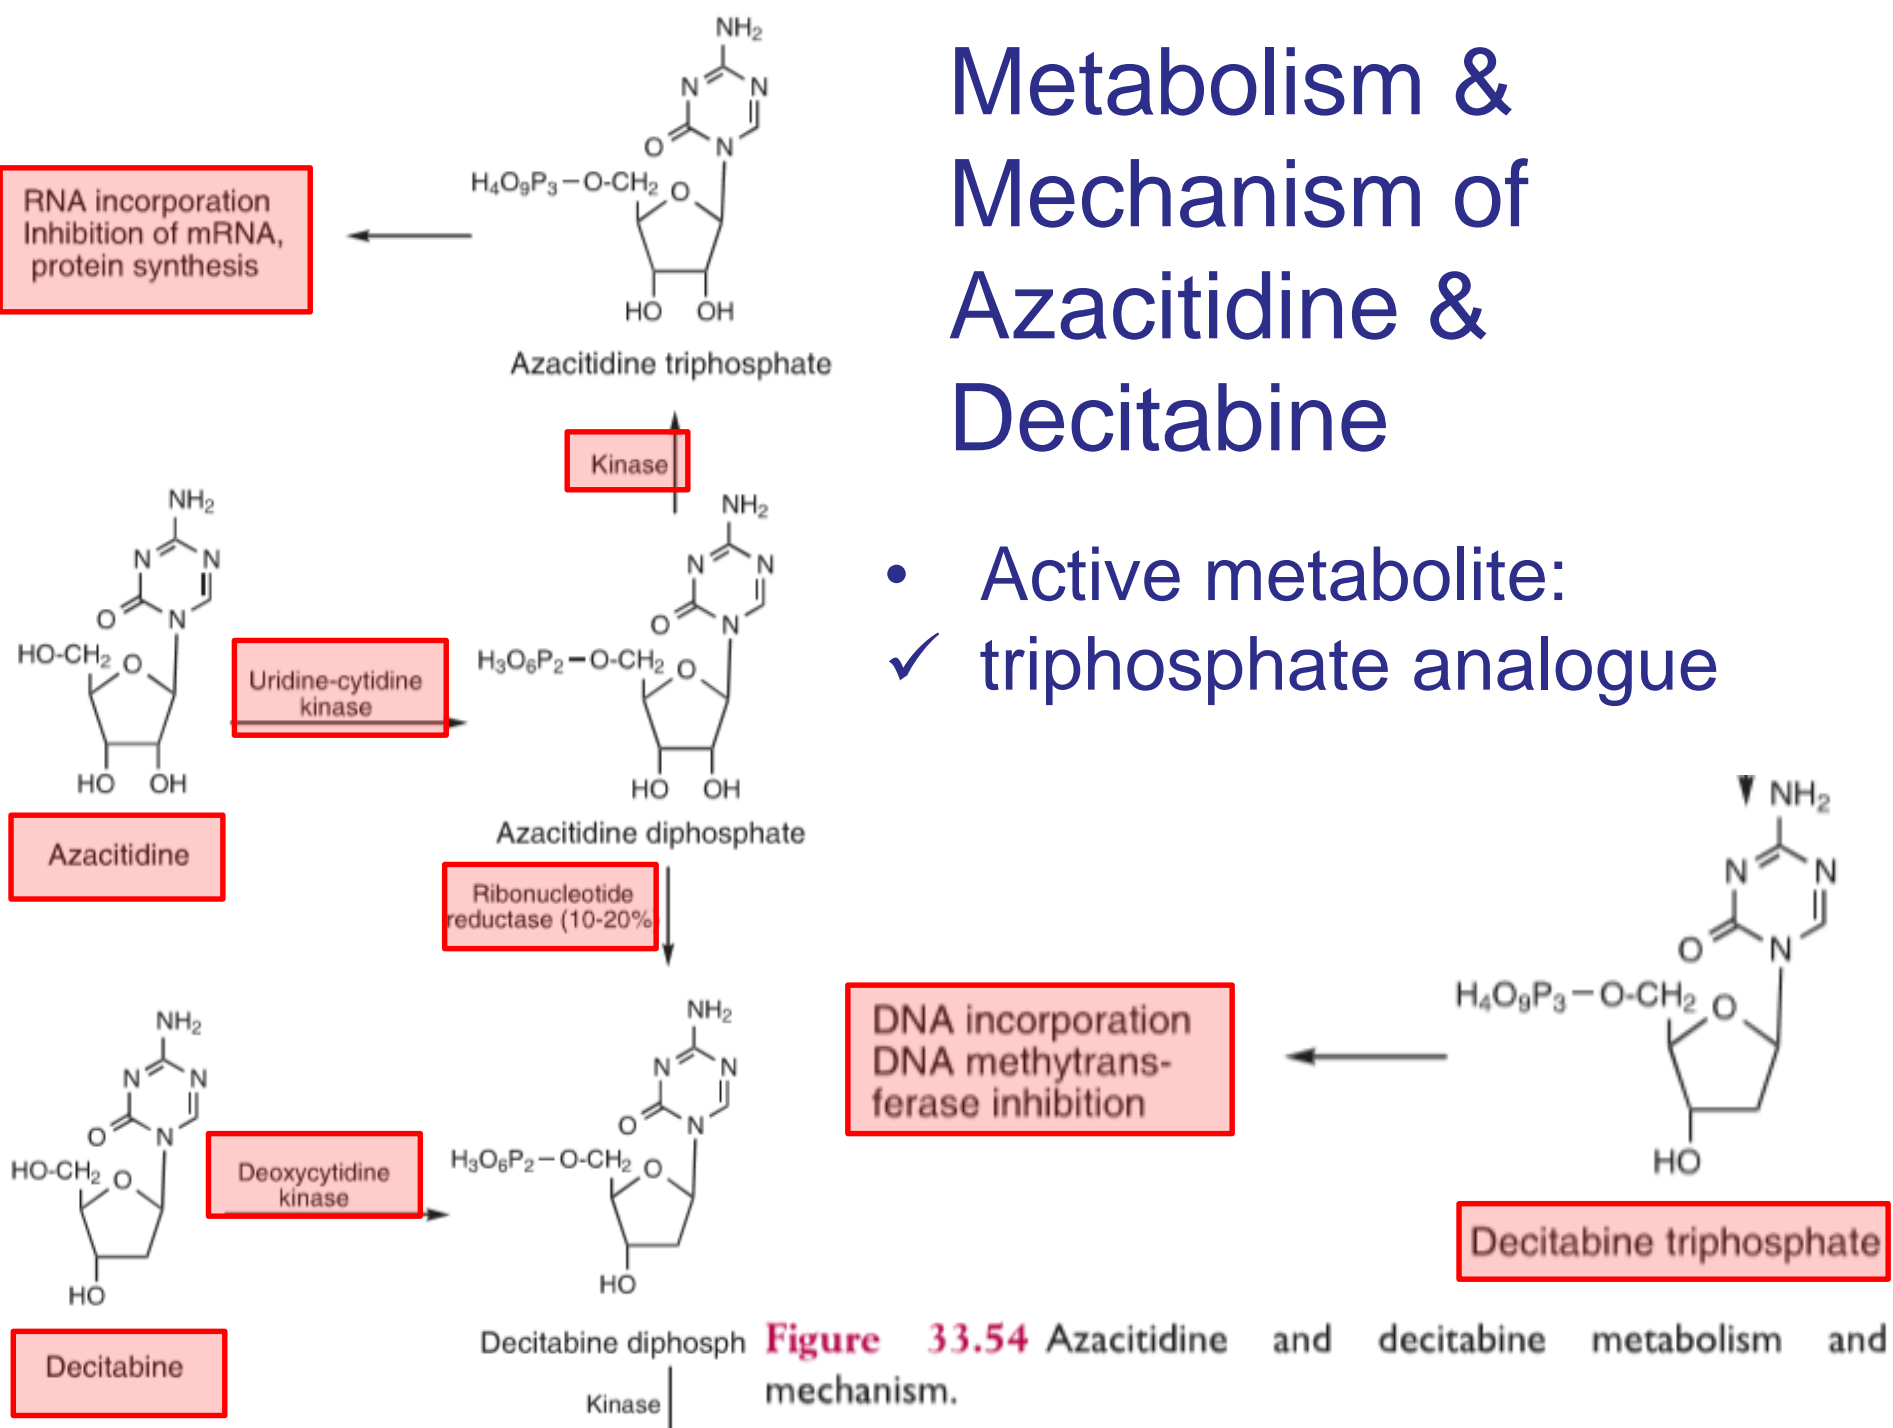 Metabolism &
Mechanism of
Azacitidine &
Decitabine
• Active metabolite:
✓ triphosphate analogue
NH2
N
N
O
N
H4O9P3–O-CH2
O
HO OH
Azacitidine triphosphate
RNA incorporation
Inhibition of mRNA,
protein synthesis
Kinase
NH2
N
N
O
N
HO-CH2
O
HO OH
Azacitidine
Uridine-cytidine
kinase
NH2
N
N
O
N
H3O6P2–O-CH2
O
HO OH
Azacitidine diphosphate
Ribonucleotide
reductase (10-20%
NH2
N
N
O
N
HO-CH2
O
HO
Decitabine
Deoxycytidine
kinase
NH2
N
N
O
N
H3O6P2–O-CH2
O
HO
Decitabine diphosph
Kinase
NH2
N
N
O
N
H4O9P3–O-CH2
O
HO
Decitabine triphosphate
DNA incorporation
DNA methytrans-
ferase inhibition
Figure 33.54 Azacitidine and decitabine metabolism and
mechanism.